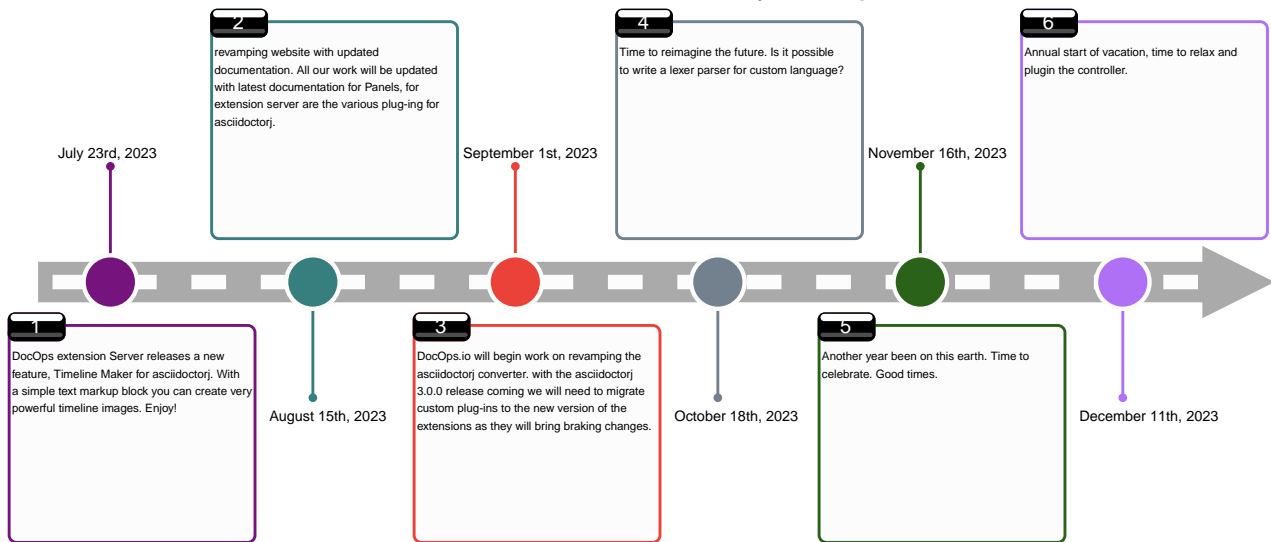 2
revamping website with updated
documentation. All our work will be updated
with latest documentation for Panels, for
extension server are the various plug-ing for
asciidoctorj.
4
Time to reimagine the future. Is it possible
to write a lexer parser for custom language?
6
Annual start of vacation, time to relax and
plugin the controller.
July 23rd, 2023
September 1st, 2023
November 16th, 2023
1
DocOps extension Server releases a new
feature, Timeline Maker for asciidoctorj. With
a simple text markup block you can create very
powerful timeline images. Enjoy!
August 15th, 2023
3
DocOps.io will begin work on revamping the
asciidoctorj converter. with the asciidoctorj
3.0.0 release coming we will need to migrate
custom plug-ins to the new version of the
extensions as they will bring braking changes.
October 18th, 2023
5
Another year been on this earth. Time to
celebrate. Good times.
December 11th, 2023